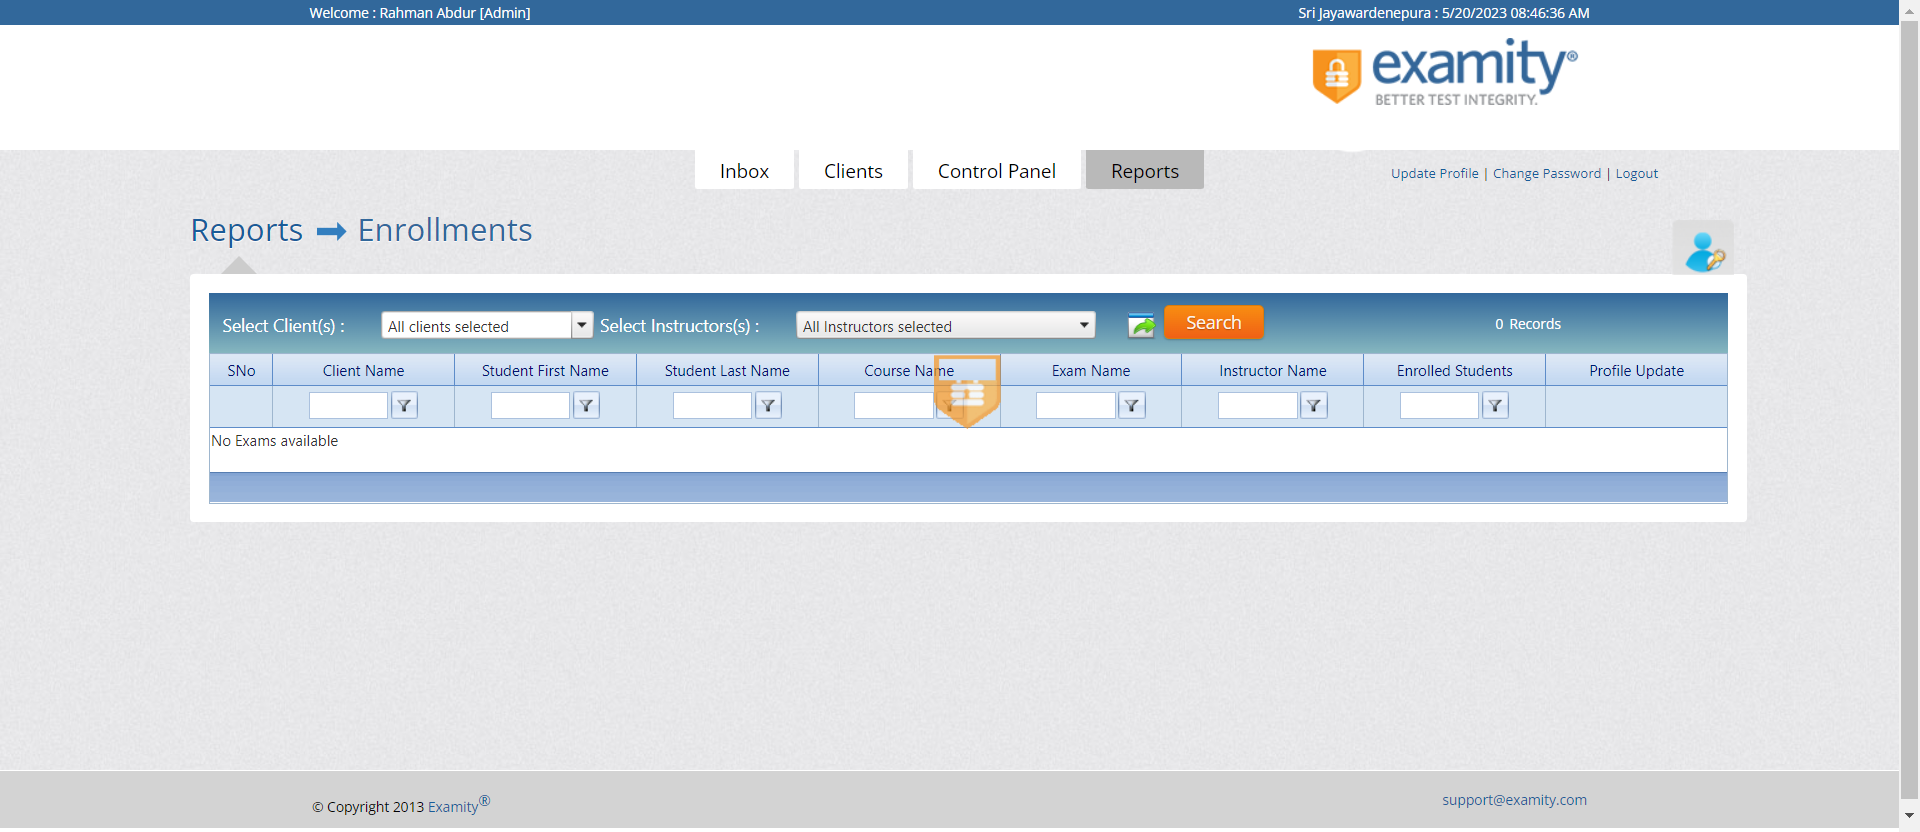 Welcome : Rahman Abdur [Admin]
Sri Jayawardenepura : 5/20/2023 08:46:36 AM
examity®
BETTER TEST INTEGRITY.
Inbox
Clients
Control Panel
Reports
Update Profile | Change Password | Logout
Reports
Enrollments
Select Client(s) :
All clients selected
Select Instructors(s) :
All Instructors selected
Search
0 Records
SNo
Client Name
Student First Name
Student Last Name
Course Name
Exam Name
Instructor Name
Enrolled Students
Profile Update
No Exams available
© Copyright 2013 Examity®
support@examity.com